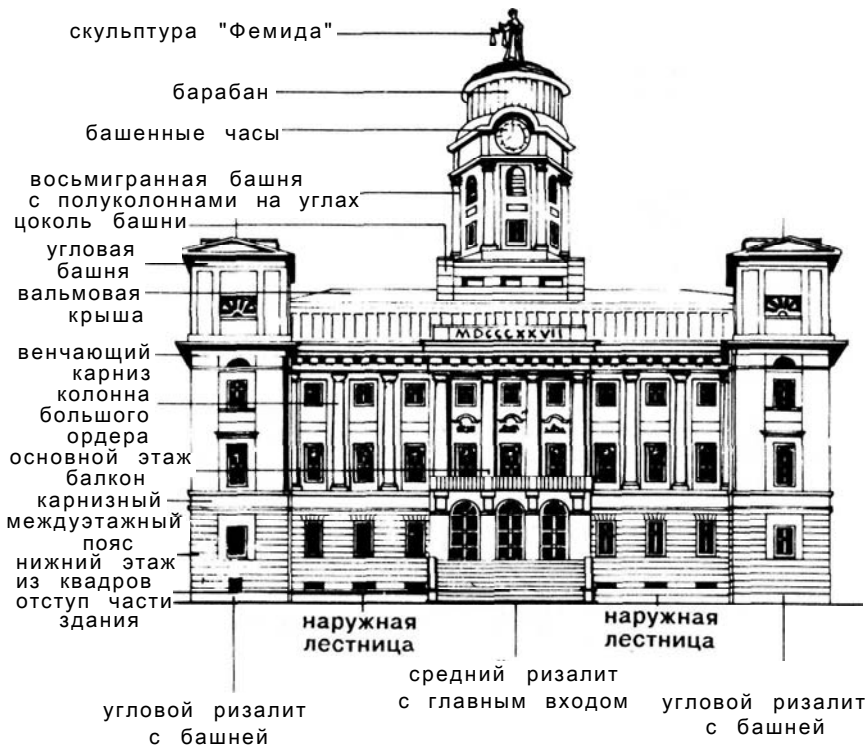 скульптура "Фемида"
барабан
башенные часы
восьмигранная башня
с полуколоннами на углах
цоколь башни
угловая
башня
вальмовая
крыша
MDCCCXXVII
венчающий
карниз
колонна
большого
ордера
основной этаж
балкон
карнизный
междуэтажный
пояс
нижний этаж
из квадров
отступ части
здания
наружная
лестница
наружная
лестница
средний ризалит
с главным входом
угловой ризалит
с башней
угловой ризалит
с башней